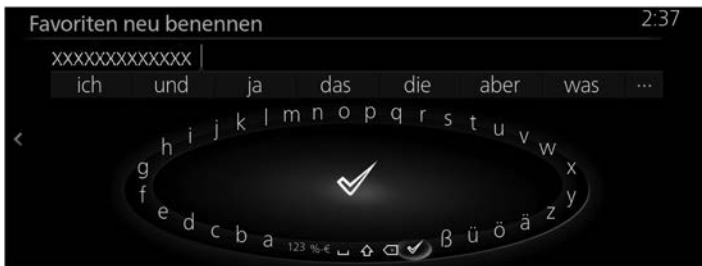 Favoriten neu benennen 2:37
xxxxxxxxxxxxx
ich und ja das die aber was ...
a b c d e f g h i j k l m n o p q r s t u v w x y z ä ö ü ß
123 %·€